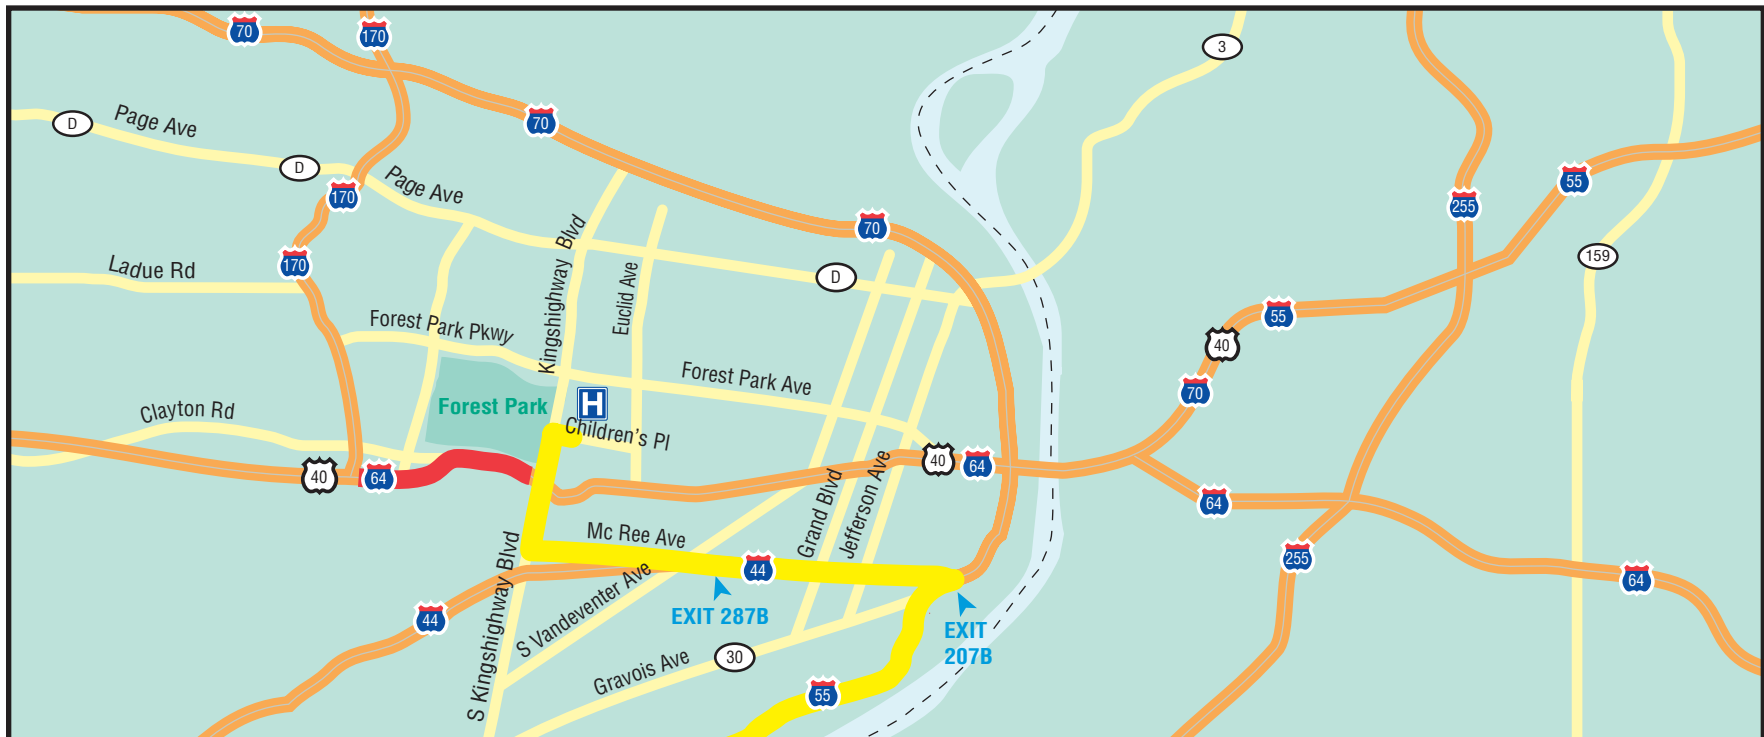 70
170
3
D
Page Ave
70
D
Page Ave
170
55
255
Kingshighway Blvd
70
159
Ladue Rd
170
Euclid Ave
D
55
Forest Park Pkwy
40
Forest Park Ave
70
Forest Park
H
Clayton Rd
Children's Pl
40
64
40
64
Grand Blvd
Jefferson Ave
64
Mc Ree Ave
S Kingshighway Blvd
44
255
64
S Vandeventer Ave
EXIT 287B
44
EXIT
207B
Gravois Ave
30
55